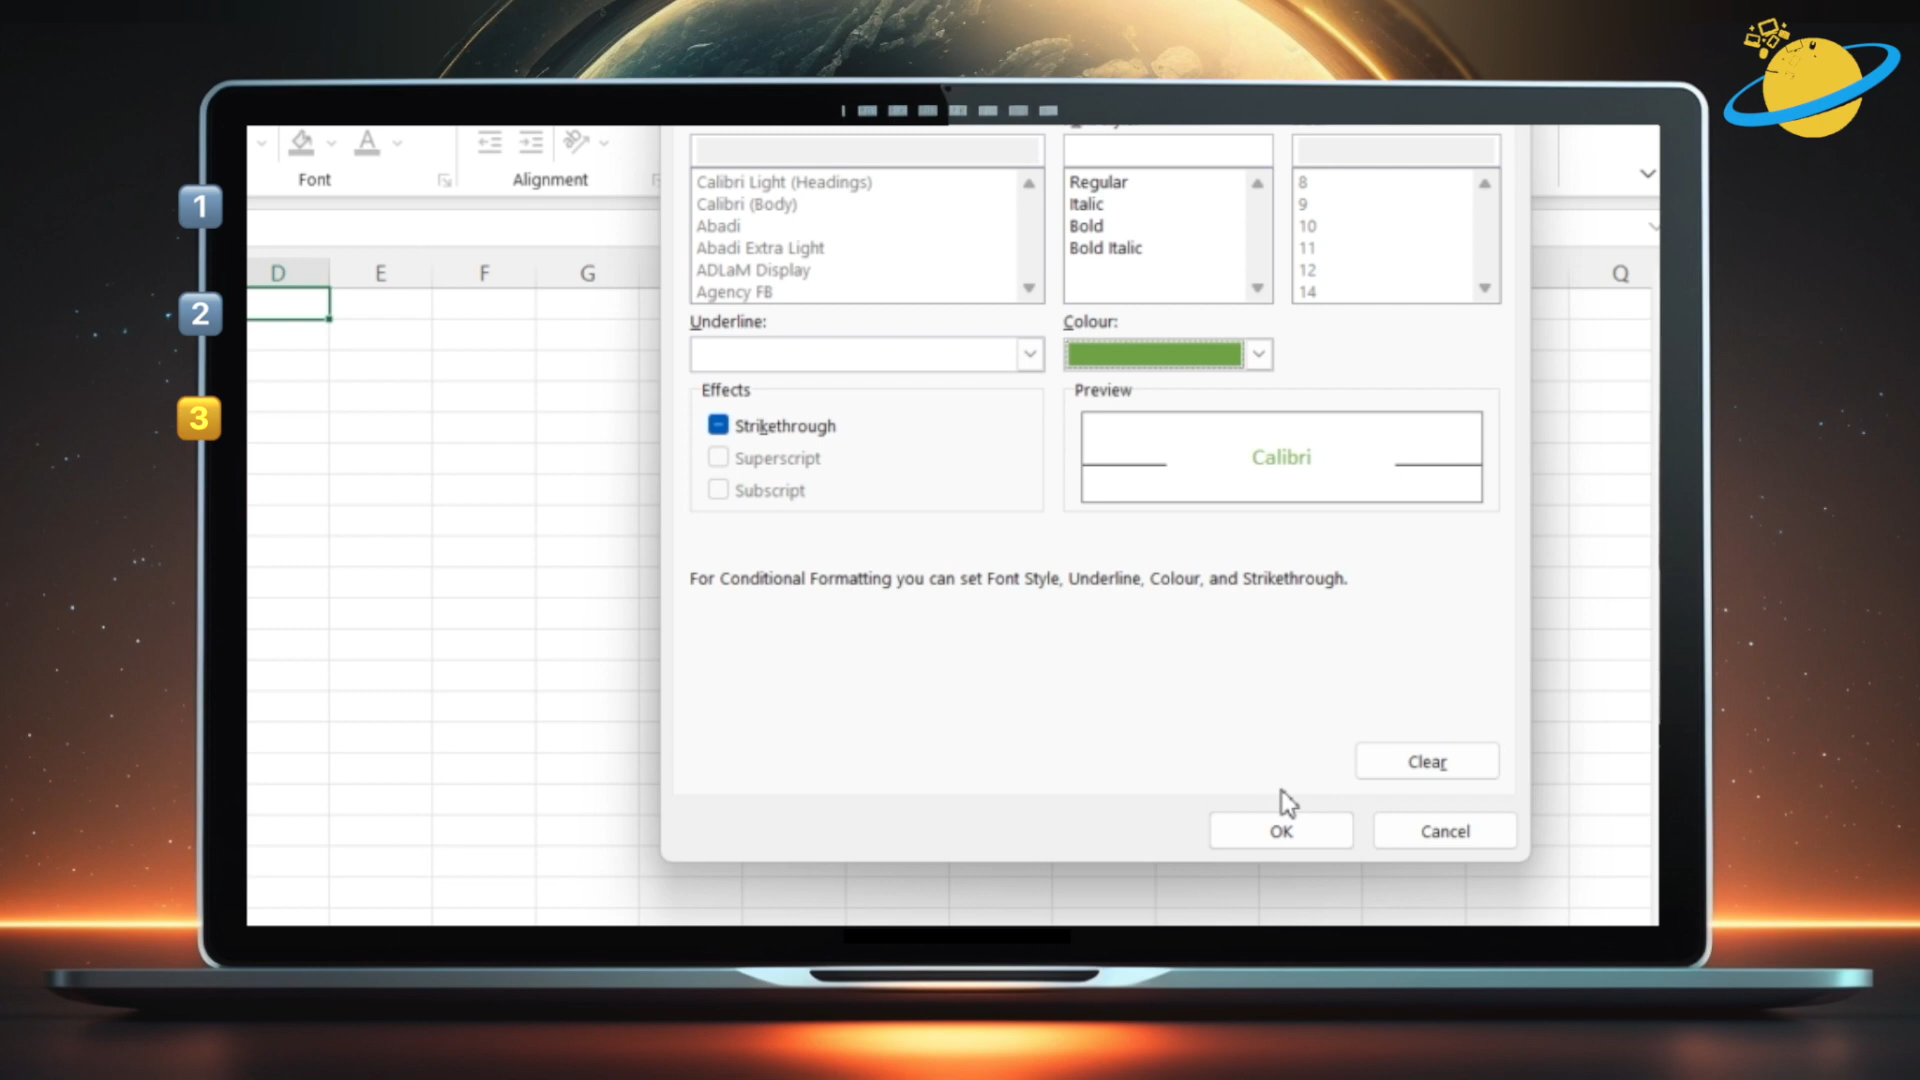 Font
Alignment
1
2
3
D
E
F
G
Q
Calibri Light (Headings)
Calibri (Body)
Abadi
Abadi Extra Light
ADLaM Display
Agency FB
Regular
Italic
Bold
Bold Italic
8
9
10
11
12
14
Underline:
Colour:
Effects
Strikethrough
Superscript
Subscript
Preview
Calibri
For Conditional Formatting you can set Font Style, Underline, Colour, and Strikethrough.
Clear
OK
Cancel